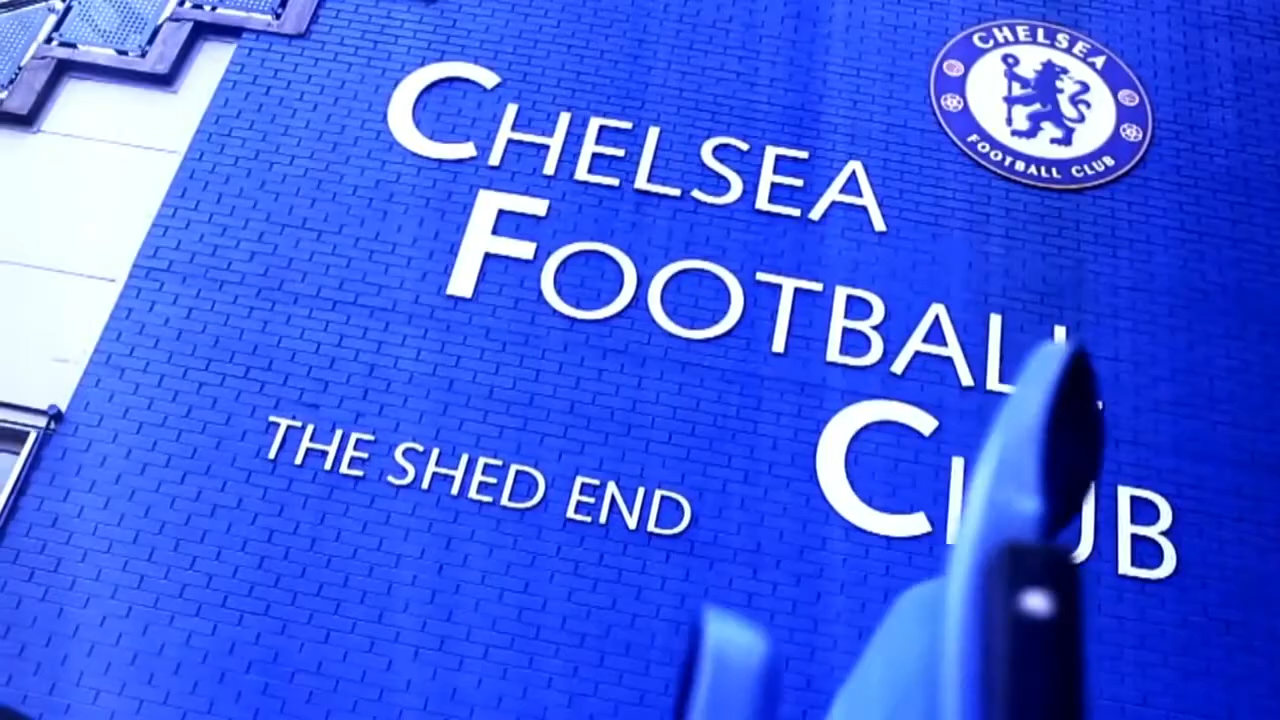 CHELSEA
FOOTBALL CLUB
CHELSEA
FOOTBALL
CLUB
THE SHED END